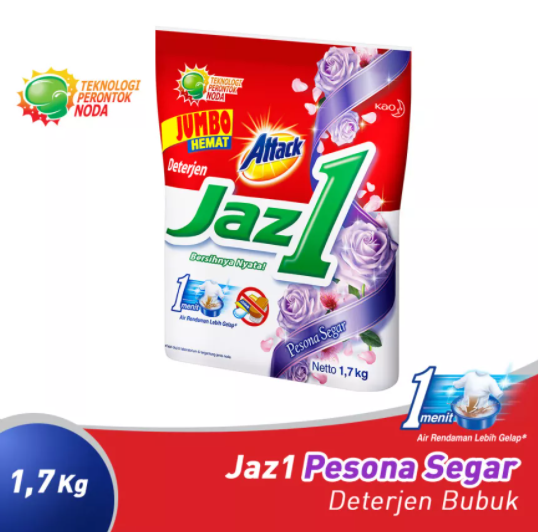 TEKNOLOGI
PERONTOK
NODA
TEKNOLOGI
PERONTOK
NODA
JUMBO
HEMAT
Kao
Attack
Deterjen
Jaz1
Bersihnya Nyata!
1 menit
Air Rendaman Lebih Gelap*
Pesona Segar
Netto 1,7 kg
1 menit
Air Rendaman Lebih Gelap*
1,7 Kg
Jaz1 Pesona Segar
Deterjen Bubuk